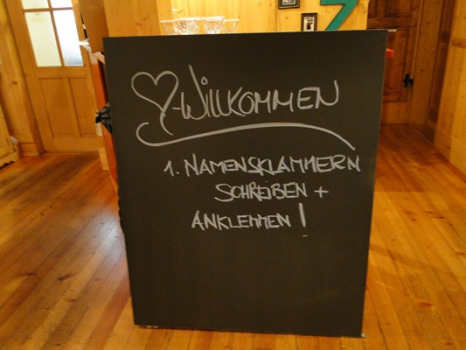 ♡-WILLKOMMEN
1. NAMENSKLAMMERN
SCHREIBEN +
ANKLEMMEN!